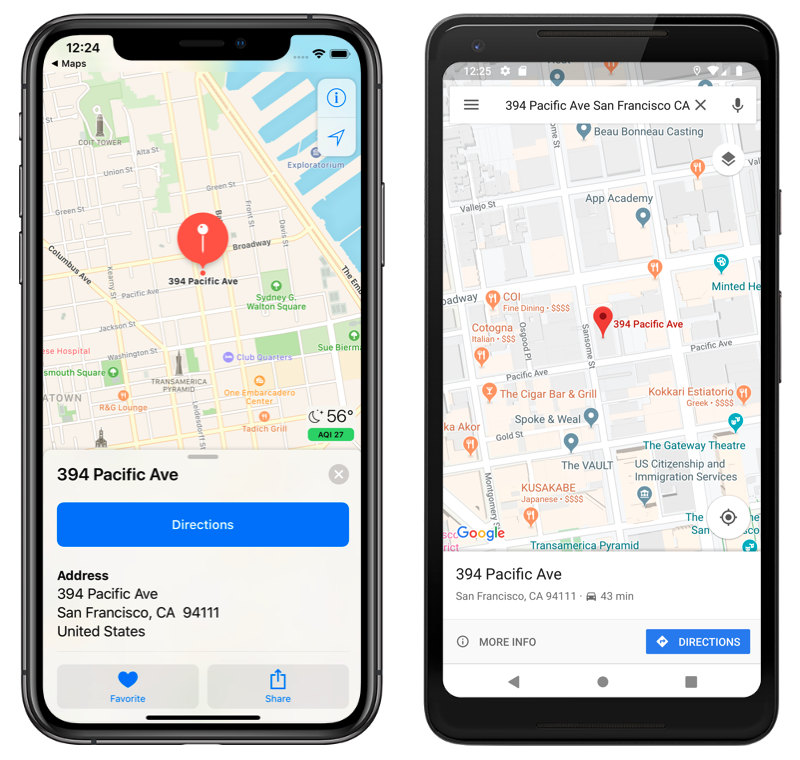 12:24
Maps
COIT TOWER
Alta St
Union St
Exploratorium
Green St
Green St
Front St
Davis St
Broadway
Columbus Ave
Kearny St
The Em
394 Pacific Ave
Pacific Ave
Sydney G.
Walton Square
Jackson St
Washington St
ese Hospital
Sue Bierma
Club Quarters
smouth Square
TRANSAMERICA
PYRAMID
ATOWN
One Embarcadero
Center
R&G Lounge
Leidesdorff St
Tadich Grill
56°
AQI 27
394 Pacific Ave
Directions
Address
394 Pacific Ave
San Francisco, CA 94111
United States
Favorite
Share
12:25
394 Pacific Ave San Francisco CA
Beau Bonneau Casting
Vallejo St
App Academy
Minted He
oadway
COI
Fine Dining · $$$$
Cotogna
Italian · $$$
Osgood Pl
Sansome St
394 Pacific Ave
Pacific Ave
Pacific Ave
The Cigar Bar & Grill
Kokkari Estiatorio
Greek · $$$$
Spoke & Weal
ka Akor
Gold St
The Gateway Theatre
The VAULT
US Citizenship and
Immigration Services
Montgomery St
KUSAKABE
Japanese · $$$$
The
San
Google
Transamerica Pyramid
394 Pacific Ave
San Francisco, CA 94111 · 43 min
MORE INFO
DIRECTIONS